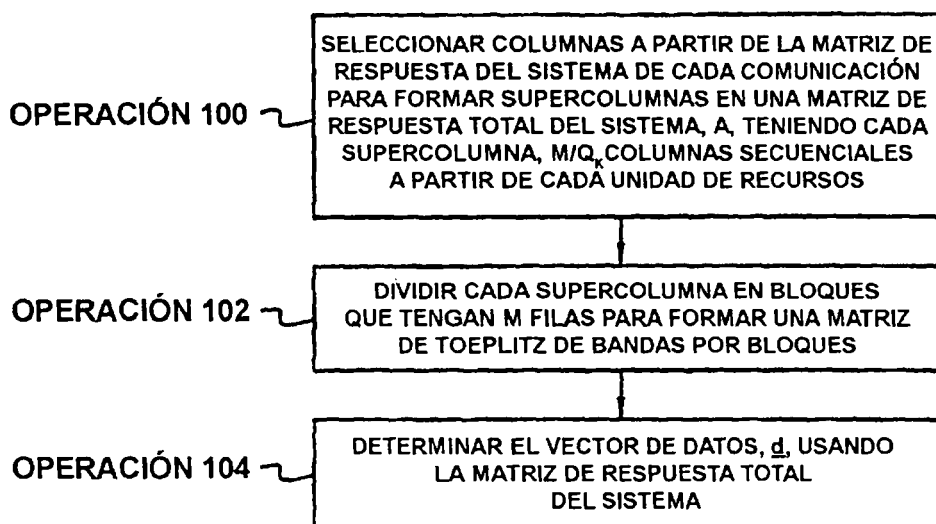 OPERACIÓN 100
SELECCIONAR COLUMNAS A PARTIR DE LA MATRIZ DE
RESPUESTA DEL SISTEMA DE CADA COMUNICACIÓN
PARA FORMAR SUPERCOLUMNAS EN UNA MATRIZ DE
RESPUESTA TOTAL DEL SISTEMA, A, TENIENDO CADA
SUPERCOLUMNA, M/QK COLUMNAS SECUENCIALES
A PARTIR DE CADA UNIDAD DE RECURSOS
OPERACIÓN 102
DIVIDIR CADA SUPERCOLUMNA EN BLOQUES
QUE TENGAN M FILAS PARA FORMAR UNA MATRIZ
DE TOEPLITZ DE BANDAS POR BLOQUES
OPERACIÓN 104
DETERMINAR EL VECTOR DE DATOS, d, USANDO
LA MATRIZ DE RESPUESTA TOTAL
DEL SISTEMA